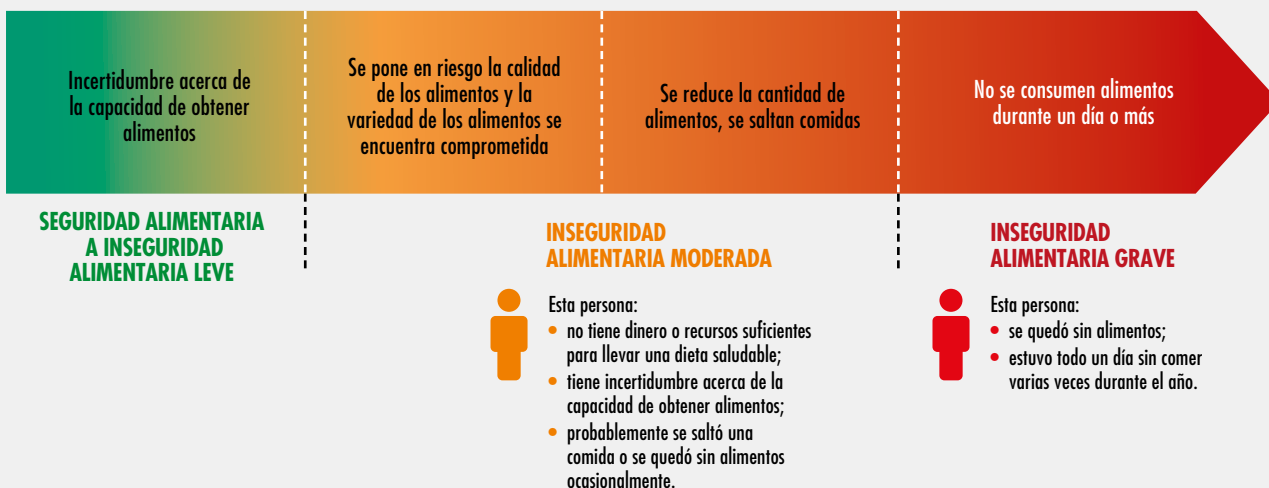 Incertidumbre acerca de
la capacidad de obtener
alimentos
Se pone en riesgo la calidad
de los alimentos y la
variedad de los alimentos se
encuentra comprometida
Se reduce la cantidad de
alimentos, se saltan comidas
No se consumen alimentos
durante un día o más
SEGURIDAD ALIMENTARIA
A INSEGURIDAD
ALIMENTARIA LEVE
INSEGURIDAD
ALIMENTARIA MODERADA
Esta persona:
• no tiene dinero o recursos suficientes
para llevar una dieta saludable;
• tiene incertidumbre acerca de la
capacidad de obtener alimentos;
• probablemente se saltó una
comida o se quedó sin alimentos
ocasionalmente.
INSEGURIDAD
ALIMENTARIA GRAVE
Esta persona:
• se quedó sin alimentos;
• estuvo todo un día sin comer
varias veces durante el año.